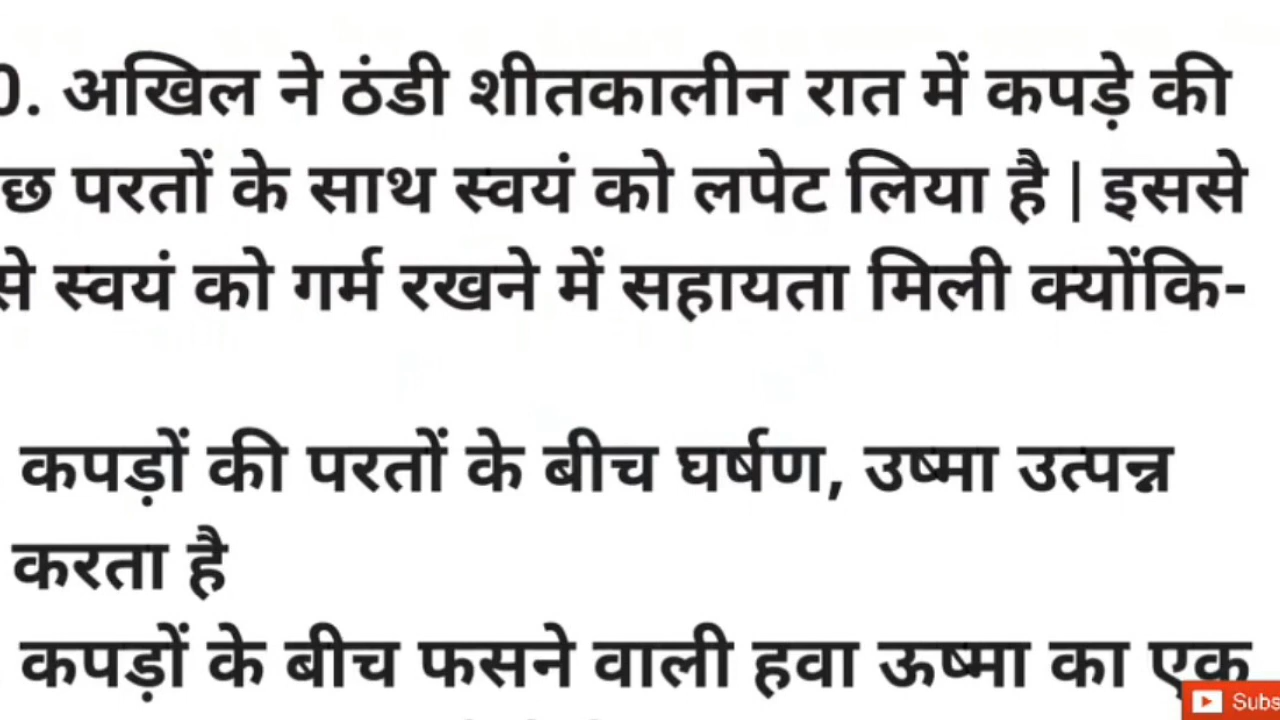 0. अखिल ने ठंडी शीतकालीन रात में कपड़े की
छ परतों के साथ स्वयं को लपेट लिया है | इससे
से स्वयं को गर्म रखने में सहायता मिली क्योंकि-
कपड़ों की परतों के बीच घर्षण, उष्मा उत्पन्न
करता है
कपड़ों के बीच फसने वाली हवा ऊष्मा का एक
Subs